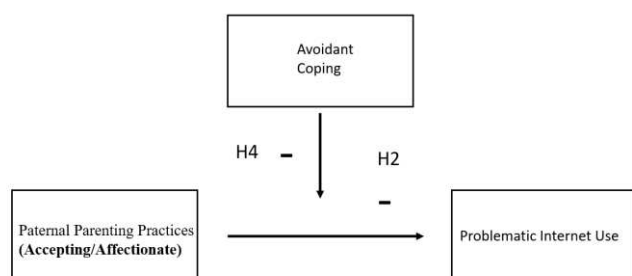 Avoidant
Coping
H4 -
H2
-
Paternal Parenting Practices
(Accepting/Affectionate)
Problematic Internet Use